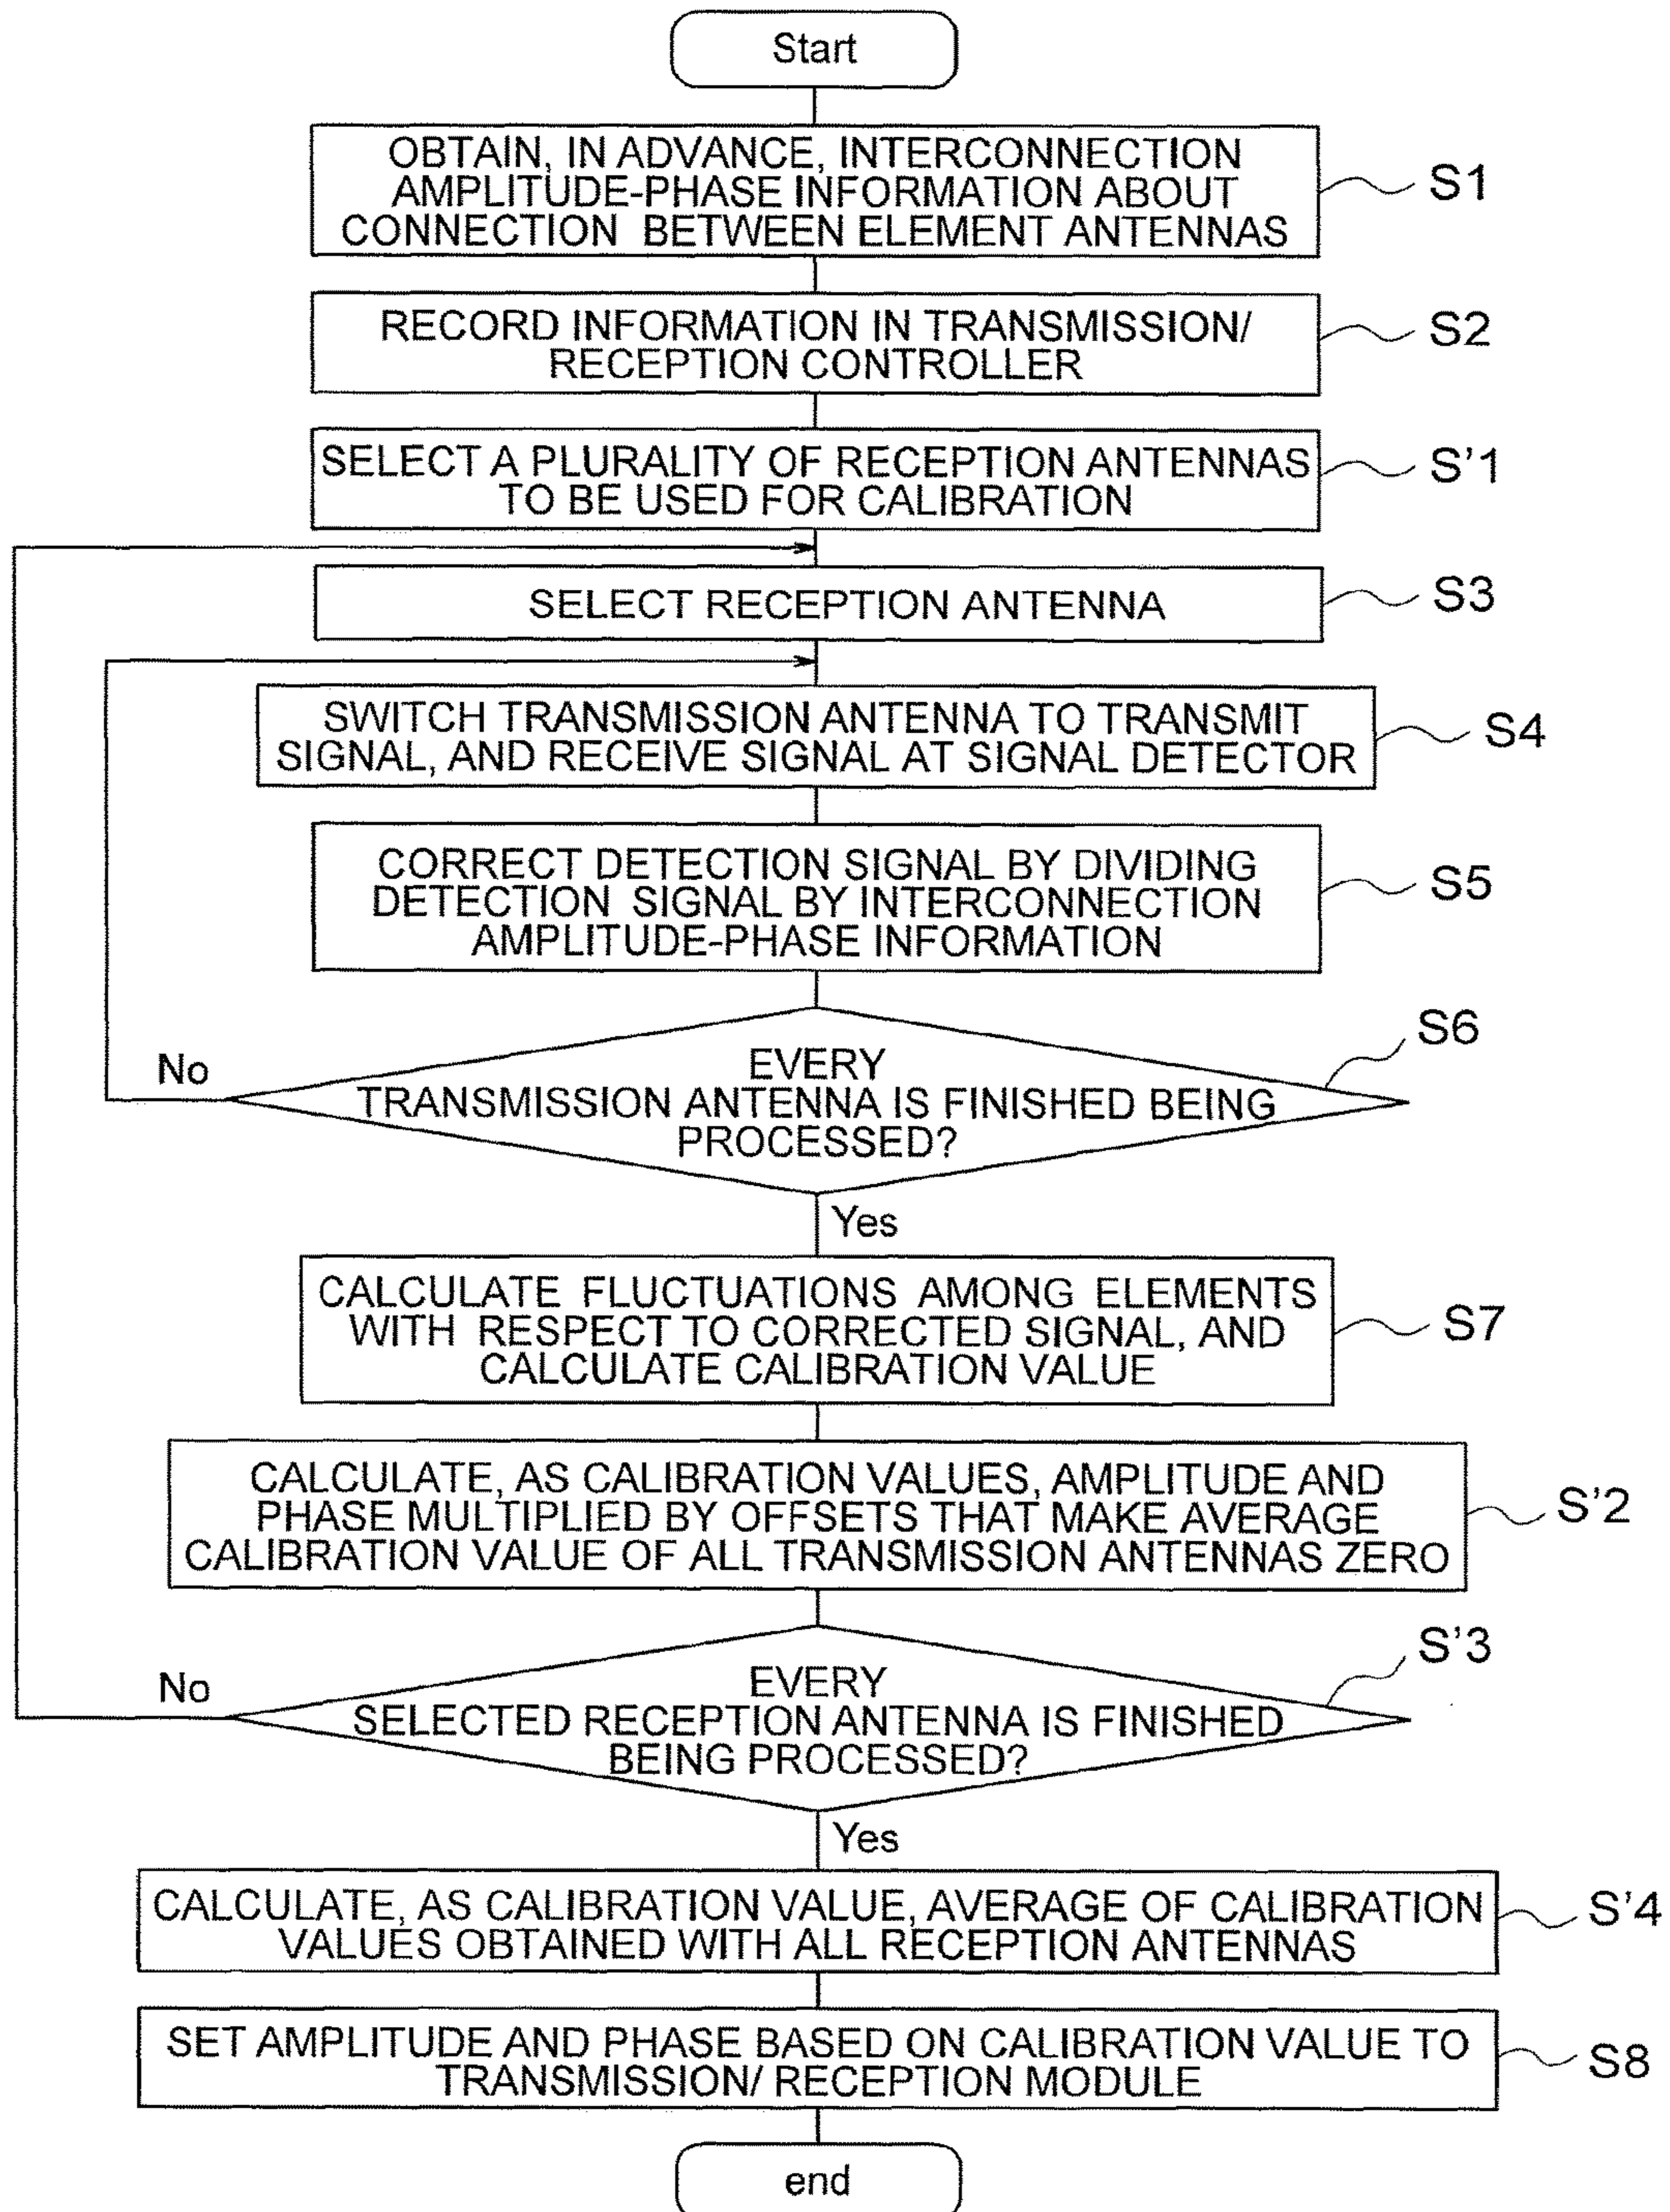 Start
OBTAIN, IN ADVANCE, INTERCONNECTION
AMPLITUDE-PHASE INFORMATION ABOUT
CONNECTION BETWEEN ELEMENT ANTENNAS
S1
RECORD INFORMATION IN TRANSMISSION/
RECEPTION CONTROLLER
S2
SELECT A PLURALITY OF RECEPTION ANTENNAS
TO BE USED FOR CALIBRATION
S'1
SELECT RECEPTION ANTENNA
S3
SWITCH TRANSMISSION ANTENNA TO TRANSMIT
SIGNAL, AND RECEIVE SIGNAL AT SIGNAL DETECTOR
S4
CORRECT DETECTION SIGNAL BY DIVIDING
DETECTION SIGNAL BY INTERCONNECTION
AMPLITUDE-PHASE INFORMATION
S5
EVERY
TRANSMISSION ANTENNA IS FINISHED BEING
PROCESSED?
S6
No
Yes
CALCULATE FLUCTUATIONS AMONG ELEMENTS
WITH RESPECT TO CORRECTED SIGNAL, AND
CALCULATE CALIBRATION VALUE
S7
CALCULATE, AS CALIBRATION VALUES, AMPLITUDE AND
PHASE MULTIPLIED BY OFFSETS THAT MAKE AVERAGE
CALIBRATION VALUE OF ALL TRANSMISSION ANTENNAS ZERO
S'2
EVERY
SELECTED RECEPTION ANTENNA IS FINISHED
BEING PROCESSED?
S'3
No
Yes
CALCULATE, AS CALIBRATION VALUE, AVERAGE OF CALIBRATION
VALUES OBTAINED WITH ALL RECEPTION ANTENNAS
S'4
SET AMPLITUDE AND PHASE BASED ON CALIBRATION VALUE TO
TRANSMISSION/ RECEPTION MODULE
S8
end